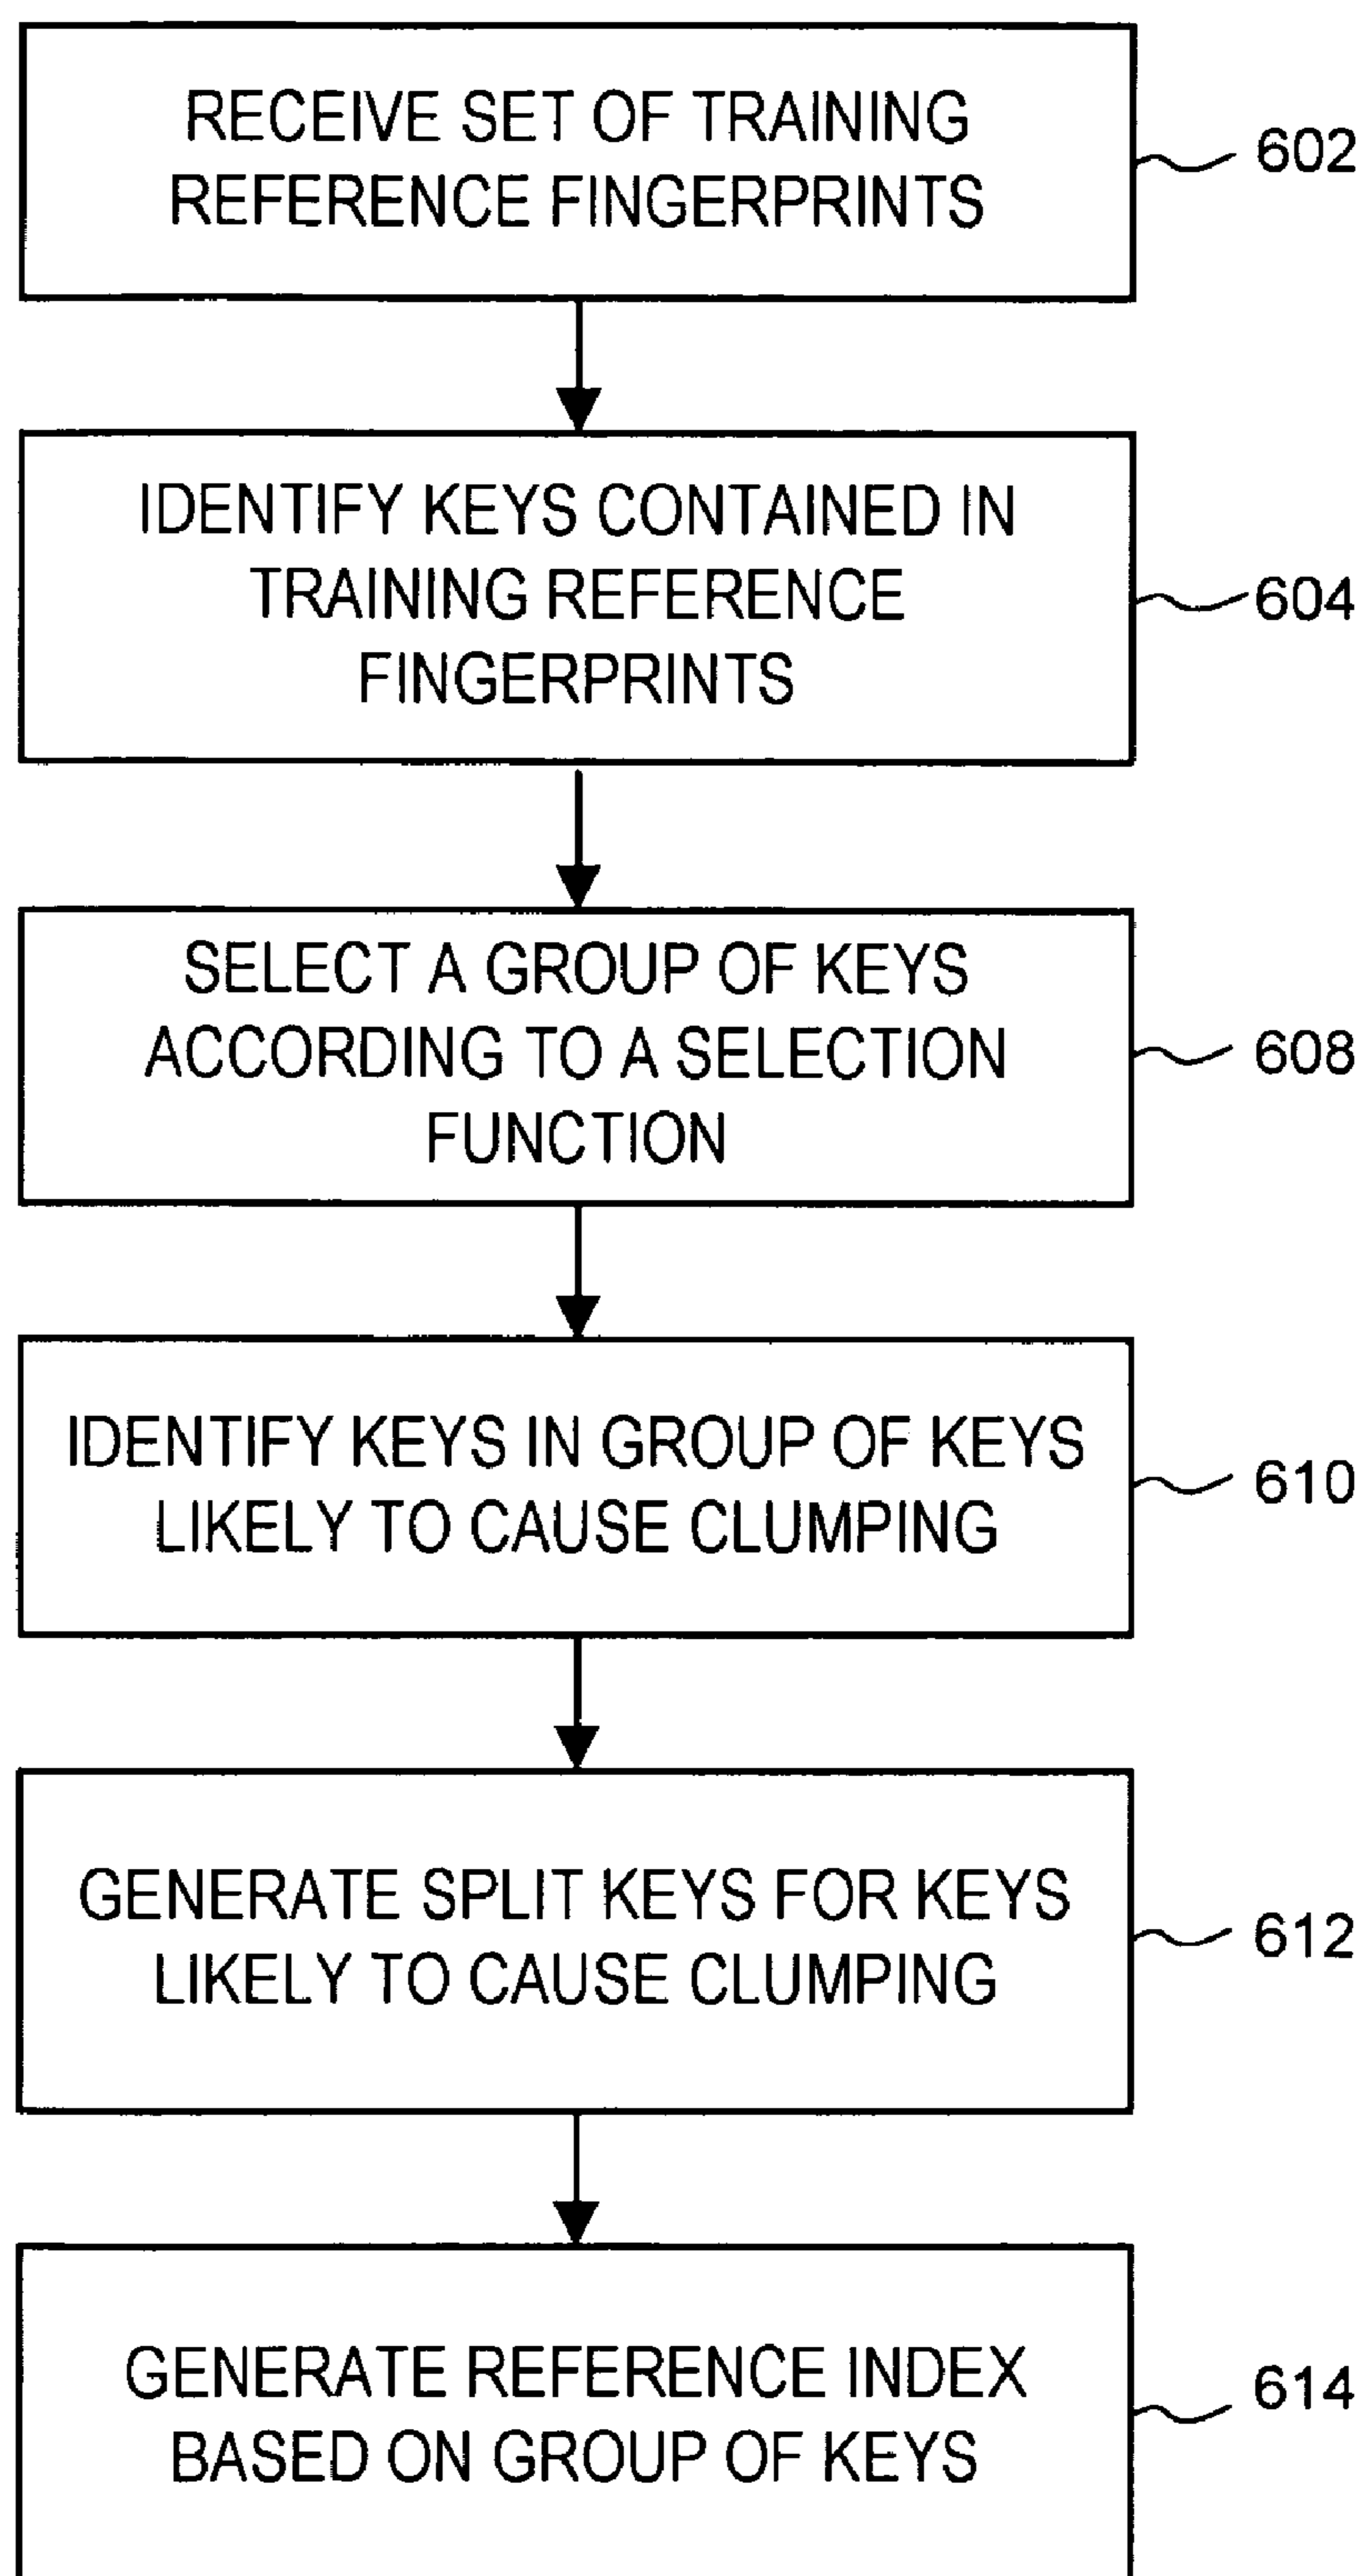 RECEIVE SET OF TRAINING
REFERENCE FINGERPRINTS
602
IDENTIFY KEYS CONTAINED IN
TRAINING REFERENCE
FINGERPRINTS
604
SELECT A GROUP OF KEYS
ACCORDING TO A SELECTION
FUNCTION
608
IDENTIFY KEYS IN GROUP OF KEYS
LIKELY TO CAUSE CLUMPING
610
GENERATE SPLIT KEYS FOR KEYS
LIKELY TO CAUSE CLUMPING
612
GENERATE REFERENCE INDEX
BASED ON GROUP OF KEYS
614